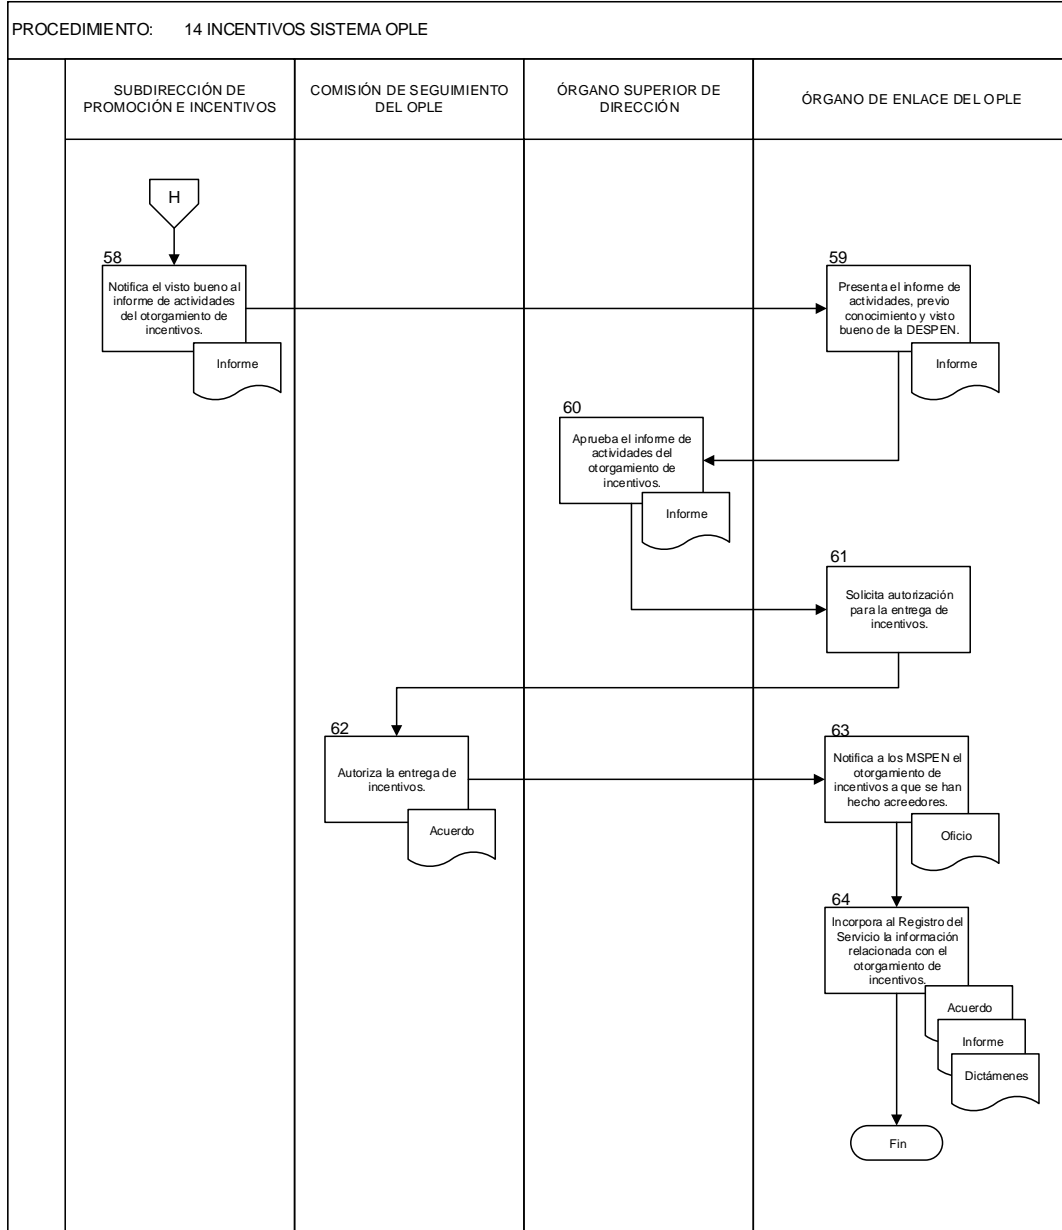 PROCEDIMIENTO: 14 INCENTIVOS SISTEMA OPLE
SUBDIRECCIÓN DE
PROMOCIÓN E INCENTIVOS
COMISIÓN DE SEGUIMIENTO
DEL OPLE
ÓRGANO SUPERIOR DE
DIRECCIÓN
ÓRGANO DE ENLACE DEL OPLE
H
58
Notifica el visto bueno al
informe de actividades
del otorgamiento de
incentivos.
Informe
59
Presenta el informe de
actividades, previo
conocimiento y visto
bueno de la DESPEN.
Informe
60
Aprueba el informe de
actividades del
otorgamiento de
incentivos.
Informe
61
Solicita autorización
para la entrega de
incentivos.
62
Autoriza la entrega de
incentivos.
Acuerdo
63
Notifica a los MSPEN el
otorgamiento de
incentivos a que se han
hecho acreedores.
Oficio
64
Incorpora al Registro del
Servicio la información
relacionada con el
otorgamiento de
incentivos.
Acuerdo
Informe
Dictámenes
Fin